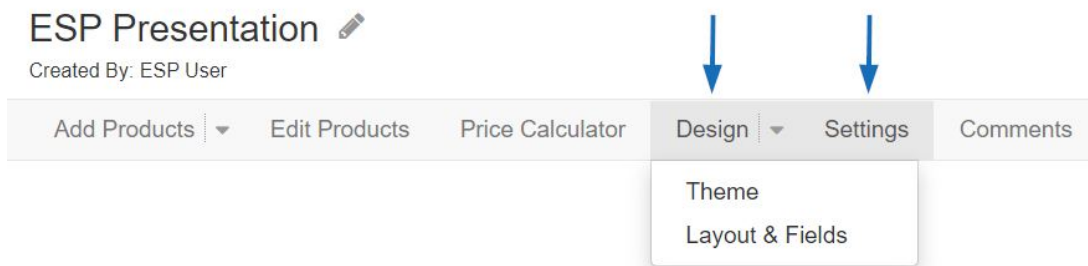 ESP Presentation
Created By: ESP User
Add Products Edit Products Price Calculator Design Settings Comments
Theme
Layout & Fields